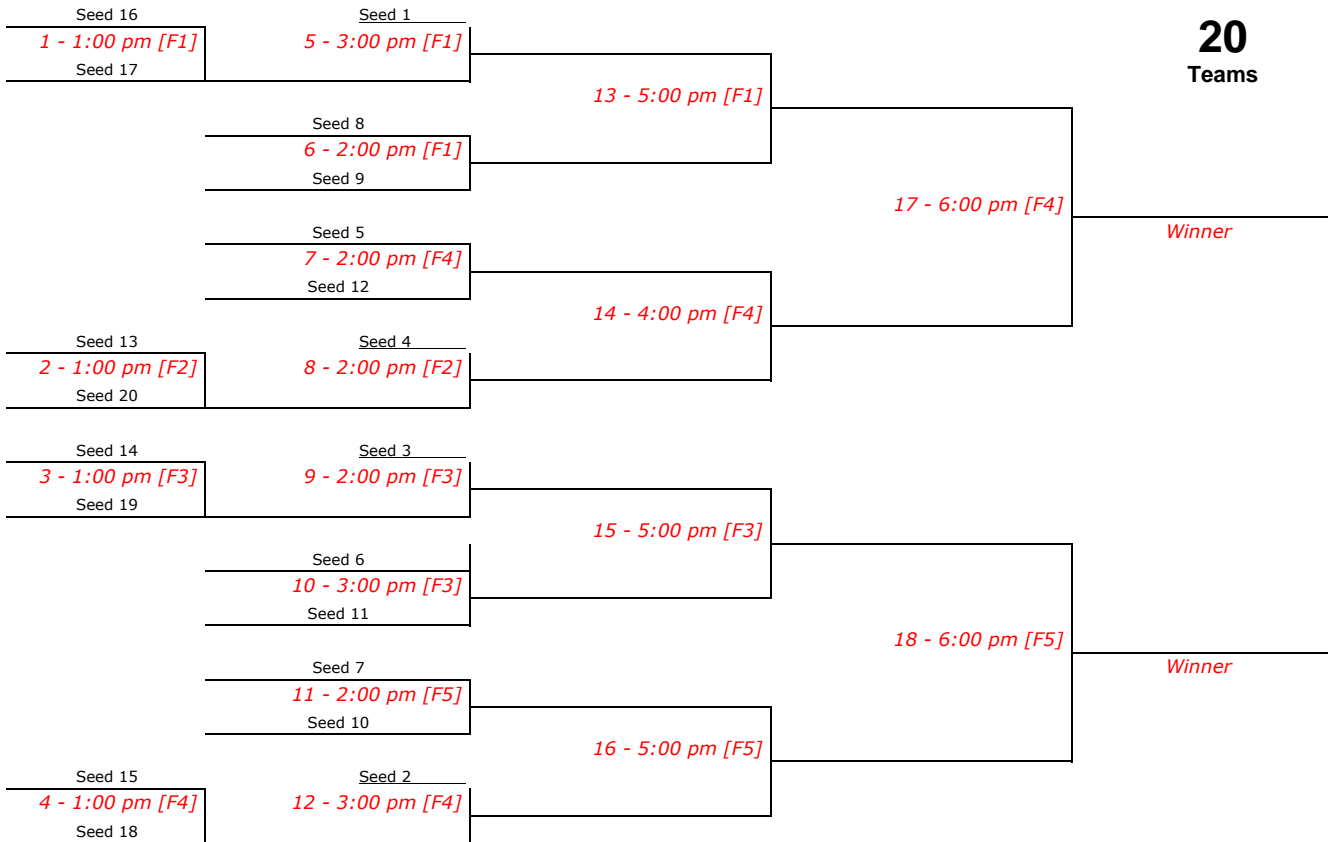 Seed 16
1 - 1:00 pm [F1]
Seed 17
Seed 1
5 - 3:00 pm [F1]
Seed 8
6 - 2:00 pm [F1]
Seed 9
13 - 5:00 pm [F1]
20
Teams
Seed 5
7 - 2:00 pm [F4]
Seed 12
14 - 4:00 pm [F4]
17 - 6:00 pm [F4]
Winner
Seed 13
2 - 1:00 pm [F2]
Seed 20
Seed 4
8 - 2:00 pm [F2]
Seed 14
3 - 1:00 pm [F3]
Seed 19
Seed 3
9 - 2:00 pm [F3]
15 - 5:00 pm [F3]
Seed 6
10 - 3:00 pm [F3]
Seed 11
18 - 6:00 pm [F5]
Winner
Seed 7
11 - 2:00 pm [F5]
Seed 10
16 - 5:00 pm [F5]
Seed 15
4 - 1:00 pm [F4]
Seed 18
Seed 2
12 - 3:00 pm [F4]